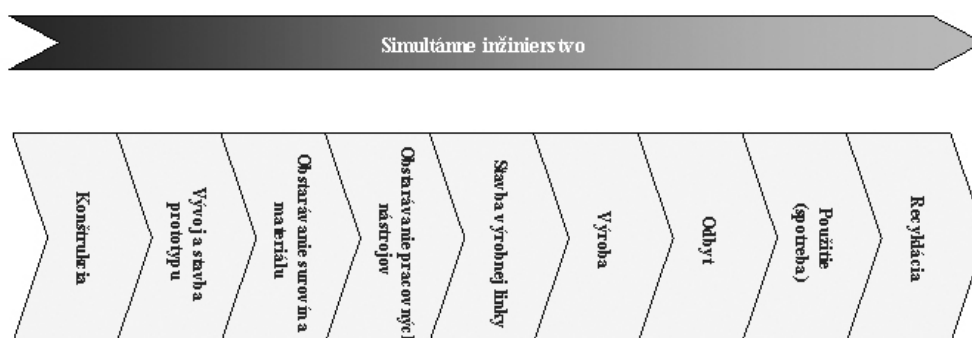 Simultánne inžinierstvo
Konštrukcia
Vývoj a stavba
prototypu
Obstarávanie surovín a
materiálu
Obstarávanie pracovných
nástrojov
Stavba výrobnej linky
Výroba
Odbyt
Použitie
(spotreba)
Recyklácia